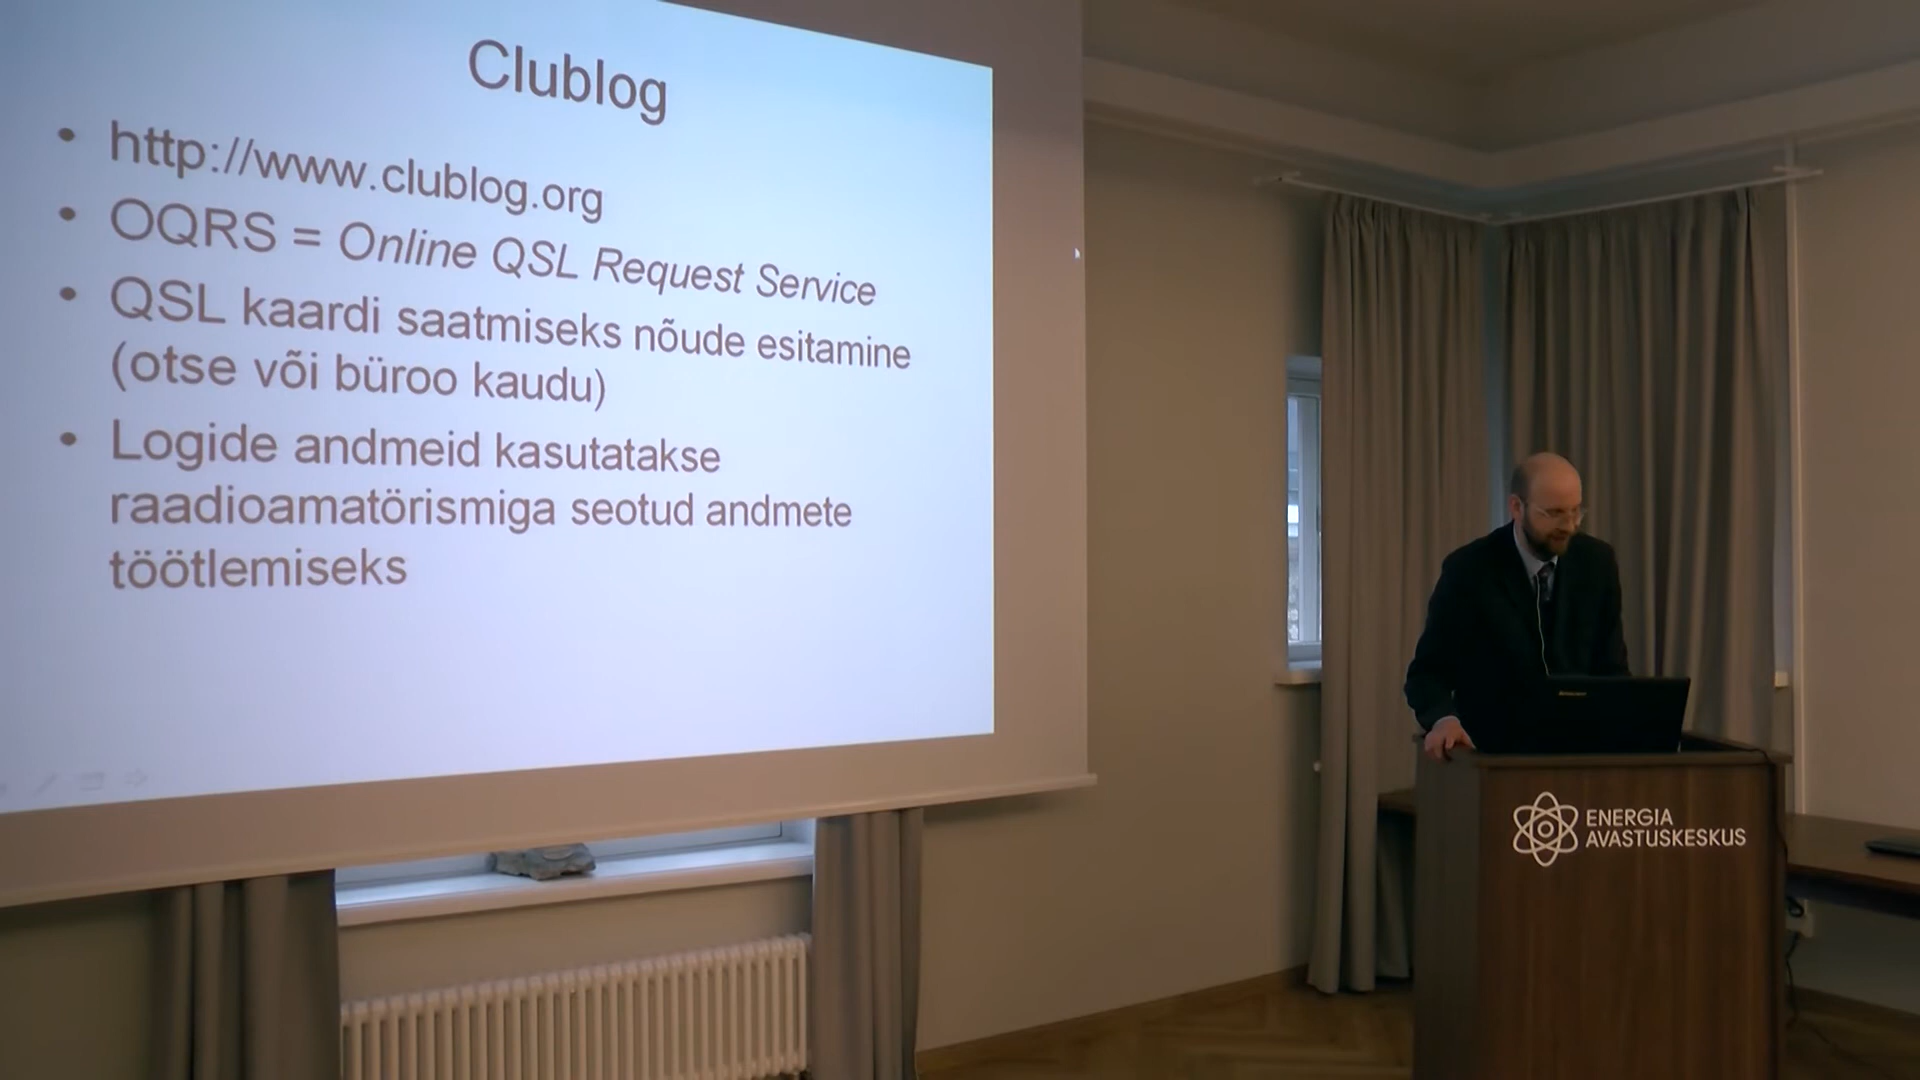 Clublog
• http://www.clublog.org
• OQRS = Online QSL Request Service
• QSL kaardi saatmiseks nõude esitamine
(otse või büroo kaudu)
• Logide andmeid kasutatakse
raadioamatörismiga seotud andmete
töötlemiseks
ENERGIA
AVASTUSKESKUS